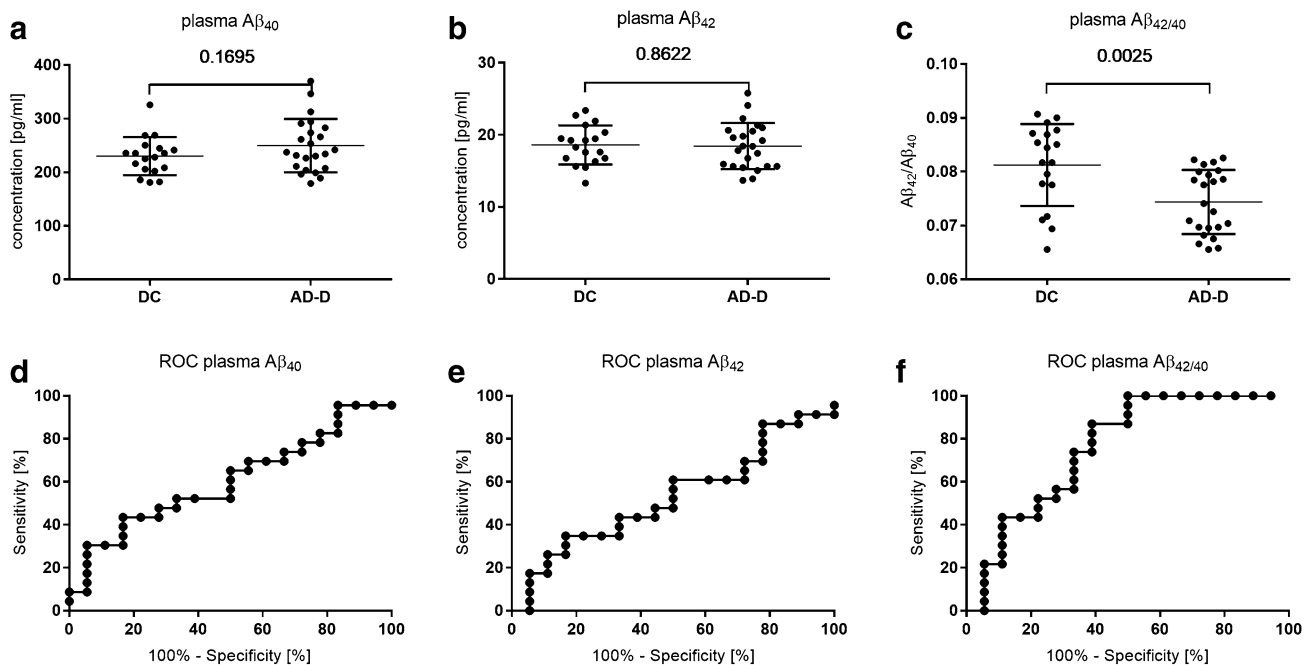 a
plasma Aβ40
0.1695
400
300
200
100
0
concentration [pg/ml]
DC AD-D
b
plasma Aβ42
0.8622
30
20
10
0
concentration [pg/ml]
DC AD-D
c
plasma Aβ42/40
0.0025
0.10
0.09
0.08
0.07
0.06
Aβ42/Aβ40
DC AD-D
d
ROC plasma Aβ40
100
80
60
40
20
0
Sensitivity [%]
0 20 40 60 80 100
100% - Specificity [%]
e
ROC plasma Aβ42
100
80
60
40
20
0
Sensitivity [%]
0 20 40 60 80 100
100% - Specificity [%]
f
ROC plasma Aβ42/40
100
80
60
40
20
0
Sensitivity [%]
0 20 40 60 80 100
100% - Specificity [%]